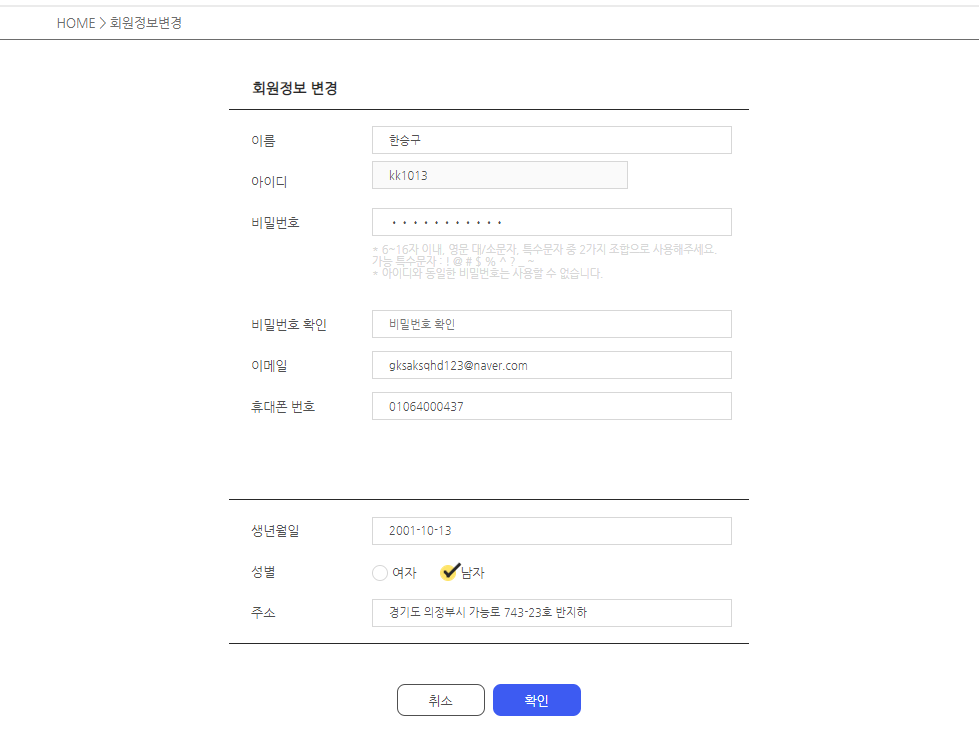 HOME > 회원정보변경
회원정보 변경
이름 한승구
아이디 kk1013
비밀번호 ···········
* 6~16자 이내, 영문 대/소문자, 특수문자 중 2가지 조합으로 사용해주세요.
가능 특수문자 : ! @ # $ % ^ ? _ ~
* 아이디와 동일한 비밀번호는 사용할 수 없습니다.
비밀번호 확인 비밀번호 확인
이메일 gksaksqhd123@naver.com
휴대폰 번호 01064000437
생년월일 2001-10-13
성별 여자 남자
주소 경기도 의정부시 가능로 743-23호 반지하
취소 확인